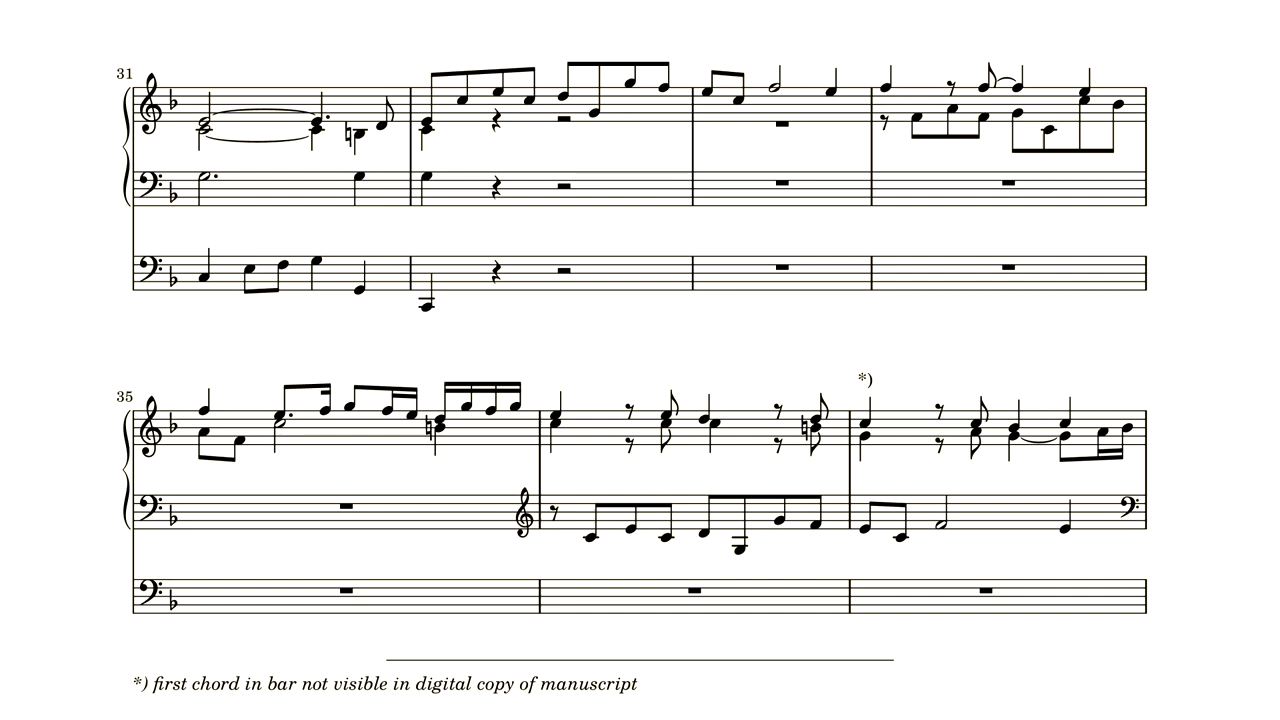 31
35
*)
*) first chord in bar not visible in digital copy of manuscript